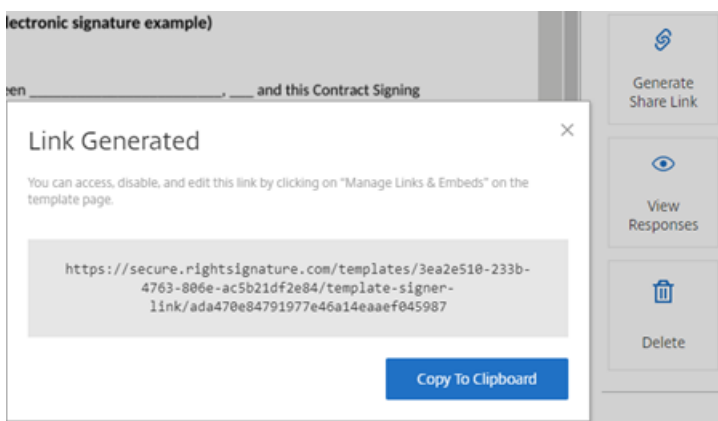 lectronic signature example)
een ________________________, ___ and this Contract Signing
Link Generated
You can access, disable, and edit this link by clicking on "Manage Links & Embeds" on the
template page.
https://secure.rightsignature.com/templates/3ea2e510-233b-
4763-806e-ac5b21df2e84/template-signer-
link/ada470e84791977e46a14eaaef045987
Copy To Clipboard
Generate
Share Link
View
Responses
Delete